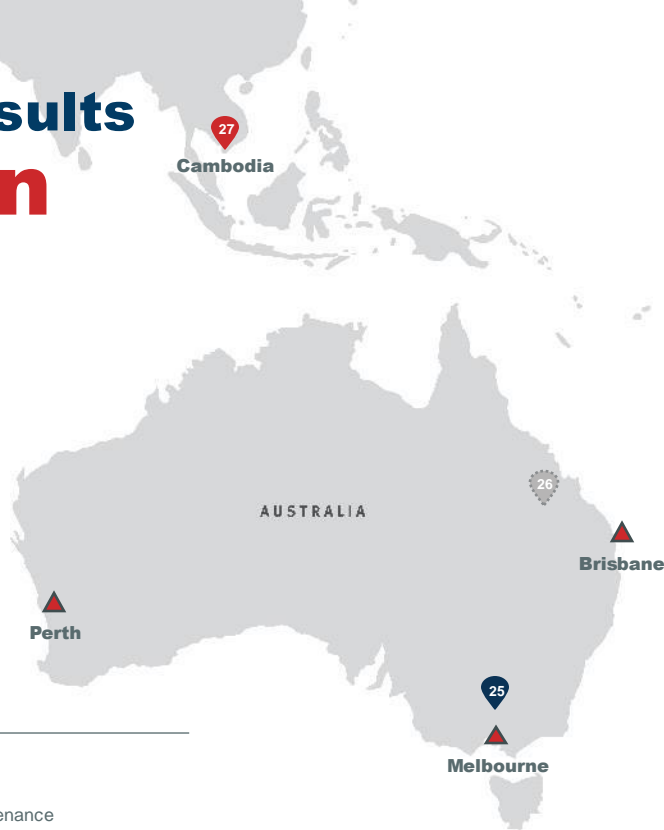 sults
27
Cambodia
n
26
AUSTRALIA
Brisbane
Perth
25
Melbourne
enance